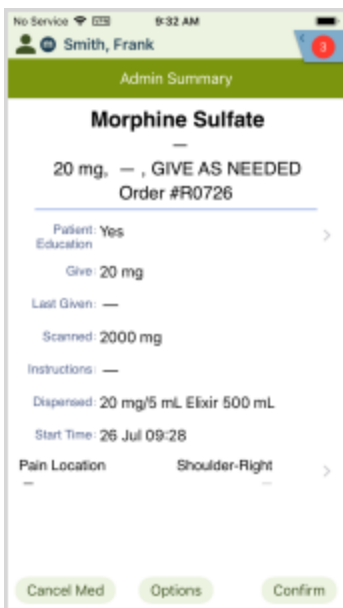 No Service 9:32 AM
Smith, Frank
3
Admin Summary
Morphine Sulfate
—
20 mg, — , GIVE AS NEEDED
Order #R0726
Patient Education: Yes
Give: 20 mg
Last Given: —
Scanned: 2000 mg
Instructions: —
Dispensed: 20 mg/5 mL Elixir 500 mL
Start Time: 26 Jul 09:28
Pain Location Shoulder-Right
— —
Cancel Med Options Confirm